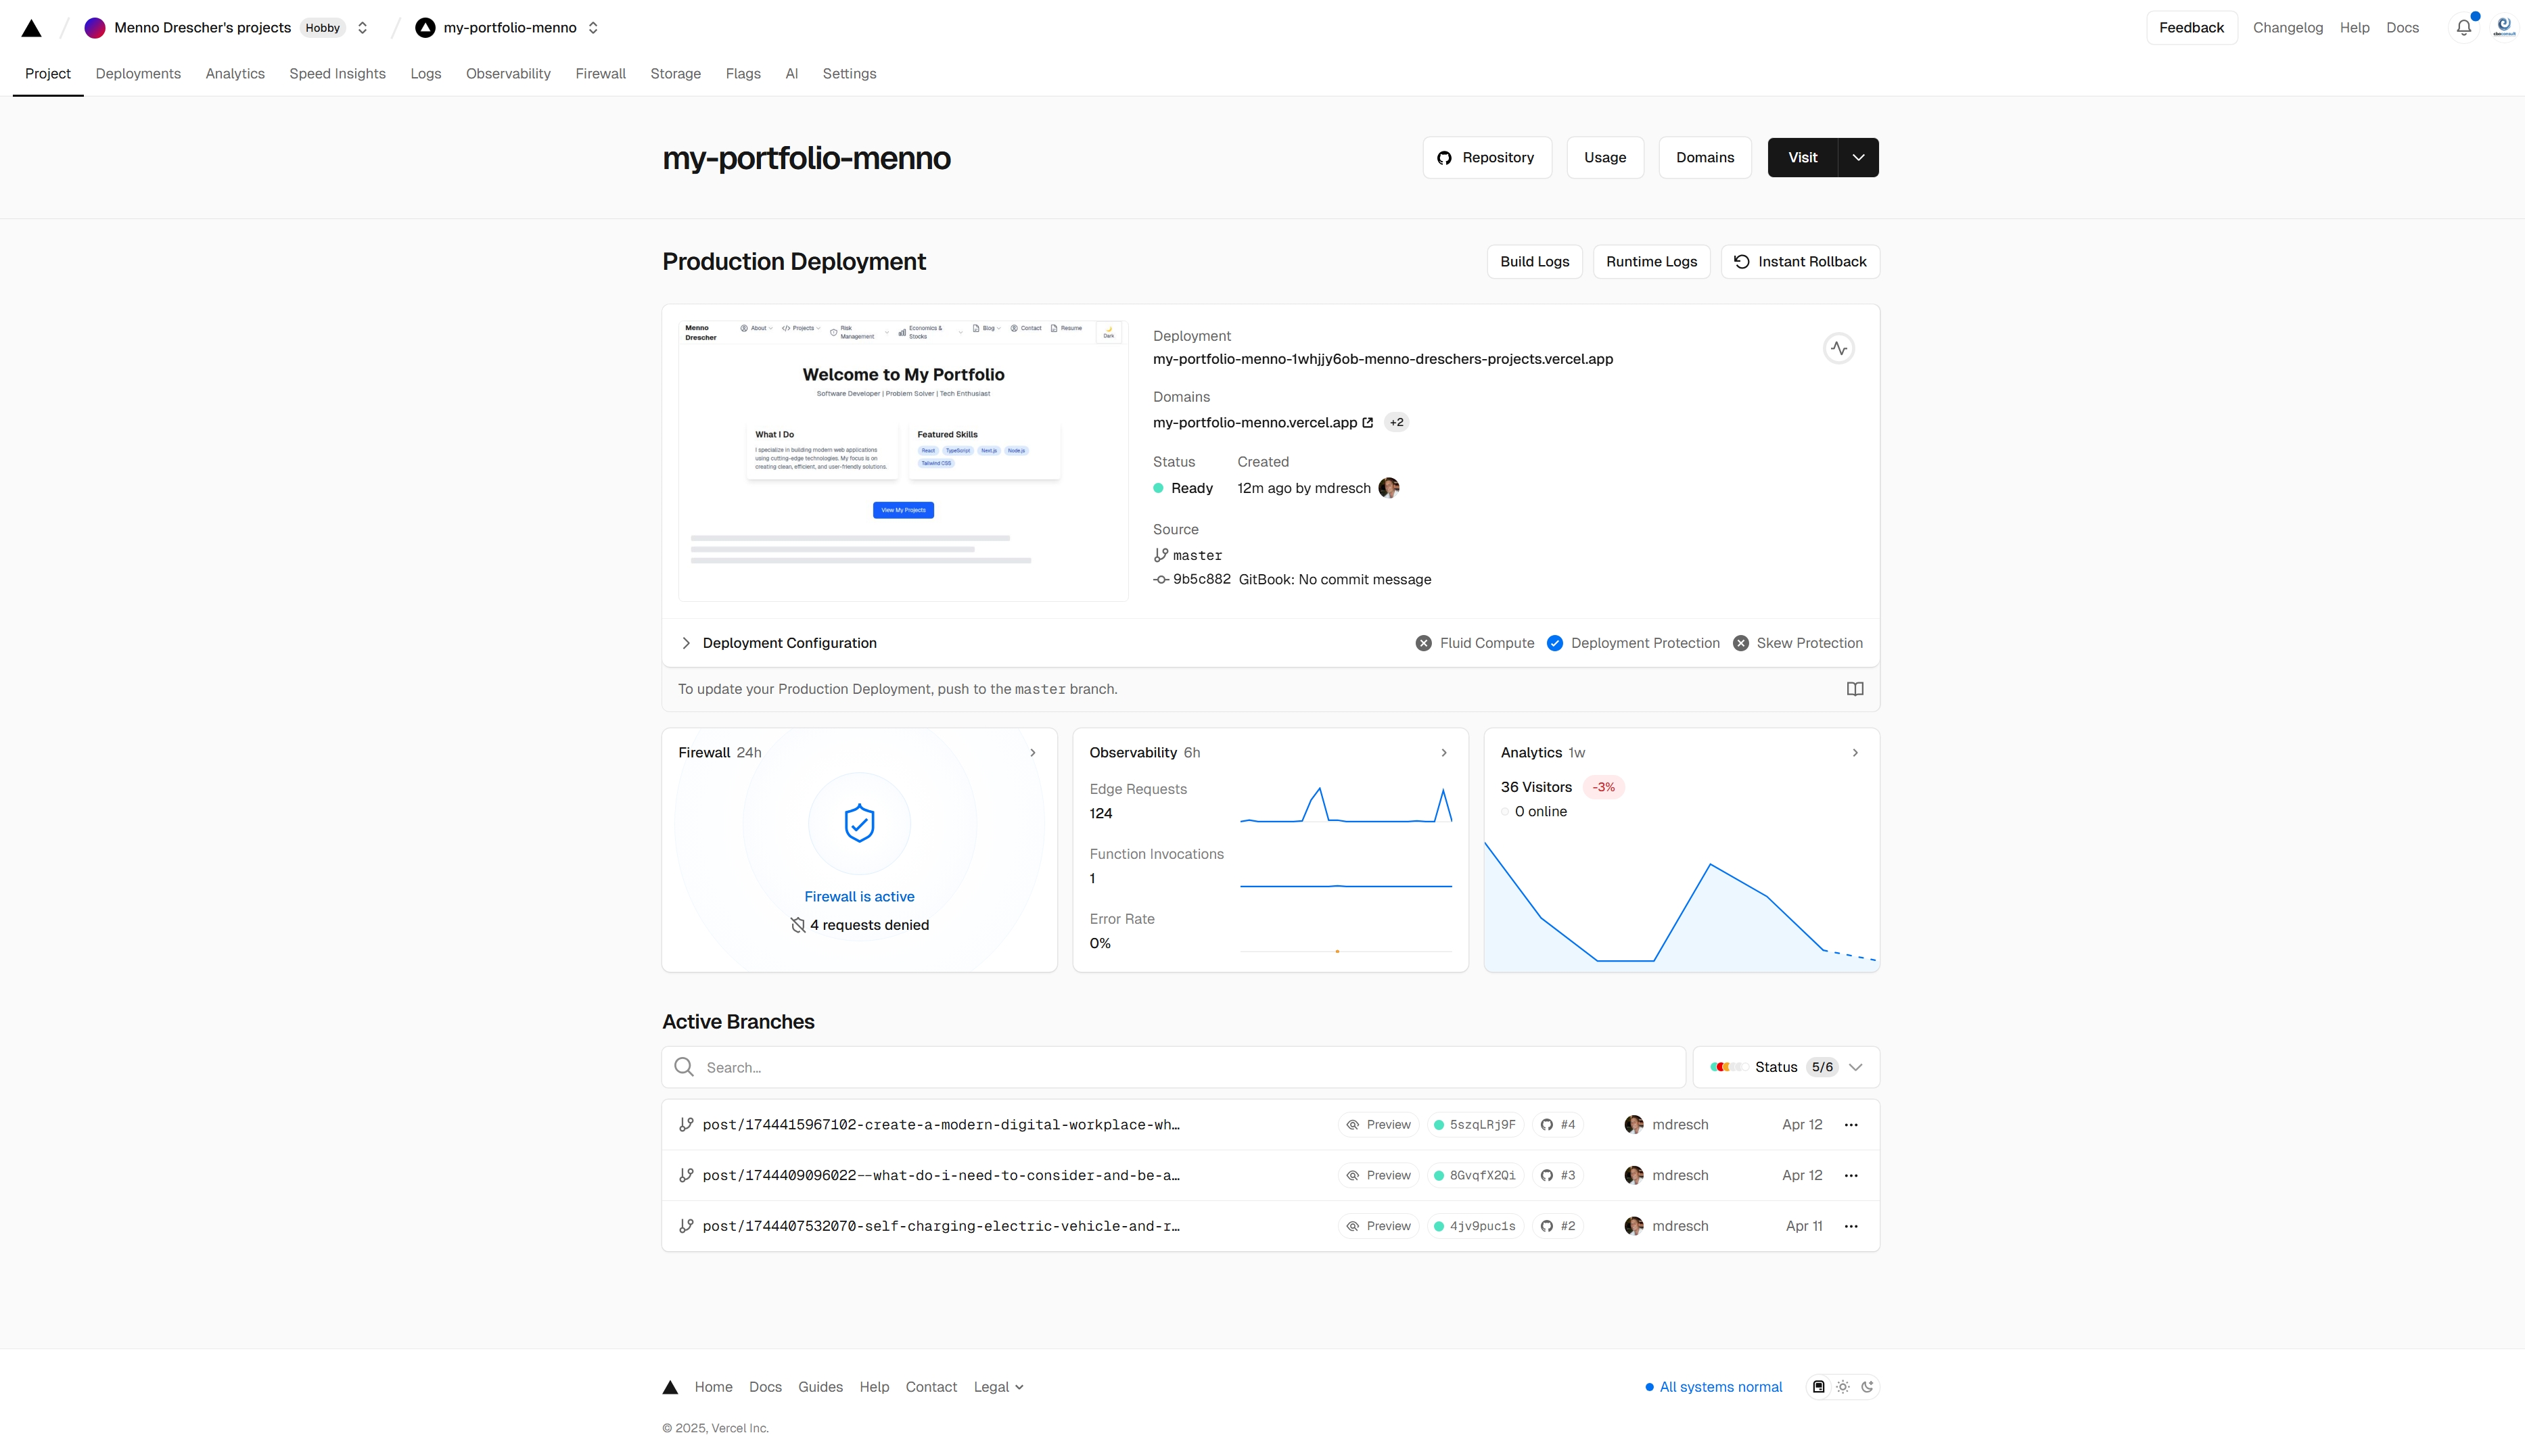 Menno Drescher's projects Hobby my-portfolio-menno Feedback Changelog Help Docs
Project Deployments Analytics Speed Insights Logs Observability Firewall Storage Flags AI Settings
my-portfolio-menno Repository Usage Domains Visit
Production Deployment Build Logs Runtime Logs Instant Rollback
Menno Drescher
About Projects Risk Management Economics & Stocks Blog Contact Resume
Dark
Welcome to My Portfolio
Software Developer | Problem Solver | Tech Enthusiast
What I Do
I specialize in building modern web applications
using cutting-edge technologies. My focus is on
creating clean, efficient, and user-friendly solutions.
Featured Skills
React TypeScript Next.js Node.js
Tailwind CSS
View My Projects
Deployment
my-portfolio-menno-1whjjy6ob-menno-dreschers-projects.vercel.app
Domains
my-portfolio-menno.vercel.app +2
Status Created
Ready 12m ago by mdresch
Source
master
9b5c882 GitBook: No commit message
Deployment Configuration Fluid Compute Deployment Protection Skew Protection
To update your Production Deployment, push to the master branch.
Firewall 24h
Firewall is active
4 requests denied
Observability 6h
Edge Requests
124
Function Invocations
1
Error Rate
0%
Analytics 1w
36 Visitors -3%
0 online
Active Branches
Search... Status 5/6
post/1744415967102-create-a-modern-digital-workplace-wh… Preview 5szqLRj9F #4 mdresch Apr 12
post/1744409096022--what-do-i-need-to-consider-and-be-a… Preview 8GvqfX2Qi #3 mdresch Apr 12
post/1744407532070-self-charging-electric-vehicle-and-r… Preview 4jv9puc1s #2 mdresch Apr 11
Home Docs Guides Help Contact Legal All systems normal
© 2025, Vercel Inc.